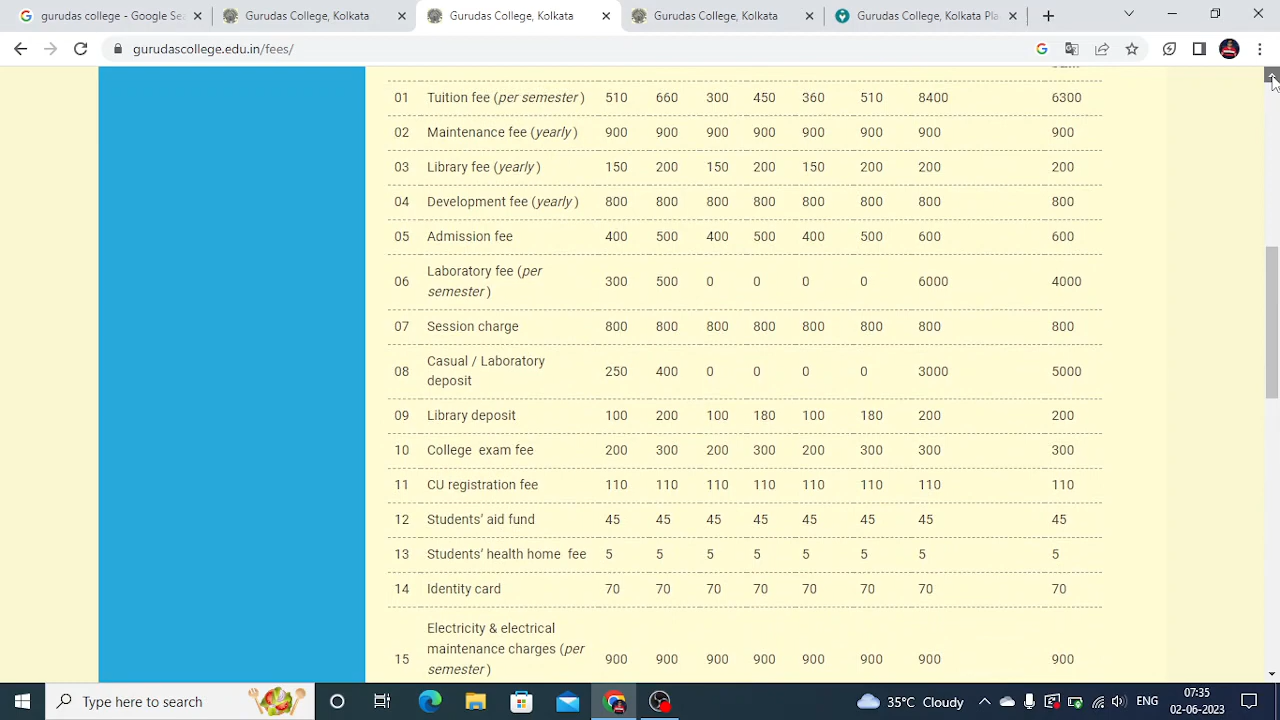 gurudas college - Google Se
Gurudas College, Kolkata
Gurudas College, Kolkata
Gurudas College, Kolkata
Gurudas College, Kolkata Pla
gurudascollege.edu.in/fees/
01 Tuition fee (per semester ) 510 660 300 450 360 510 8400 6300
02 Maintenance fee (yearly ) 900 900 900 900 900 900 900 900
03 Library fee (yearly ) 150 200 150 200 150 200 200 200
04 Development fee (yearly ) 800 800 800 800 800 800 800 800
05 Admission fee 400 500 400 500 400 500 600 600
06 Laboratory fee (per
semester ) 300 500 0 0 0 0 6000 4000
07 Session charge 800 800 800 800 800 800 800 800
08 Casual / Laboratory
deposit 250 400 0 0 0 0 3000 5000
09 Library deposit 100 200 100 180 100 180 200 200
10 College exam fee 200 300 200 300 200 300 300 300
11 CU registration fee 110 110 110 110 110 110 110 110
12 Students’ aid fund 45 45 45 45 45 45 45 45
13 Students’ health home fee 5 5 5 5 5 5 5 5
14 Identity card 70 70 70 70 70 70 70 70
Electricity & electrical
maintenance charges (per
15 semester ) 900 900 900 900 900 900 900 900
Type here to search
35°C Cloudy
ENG
07:35
02-06-2023